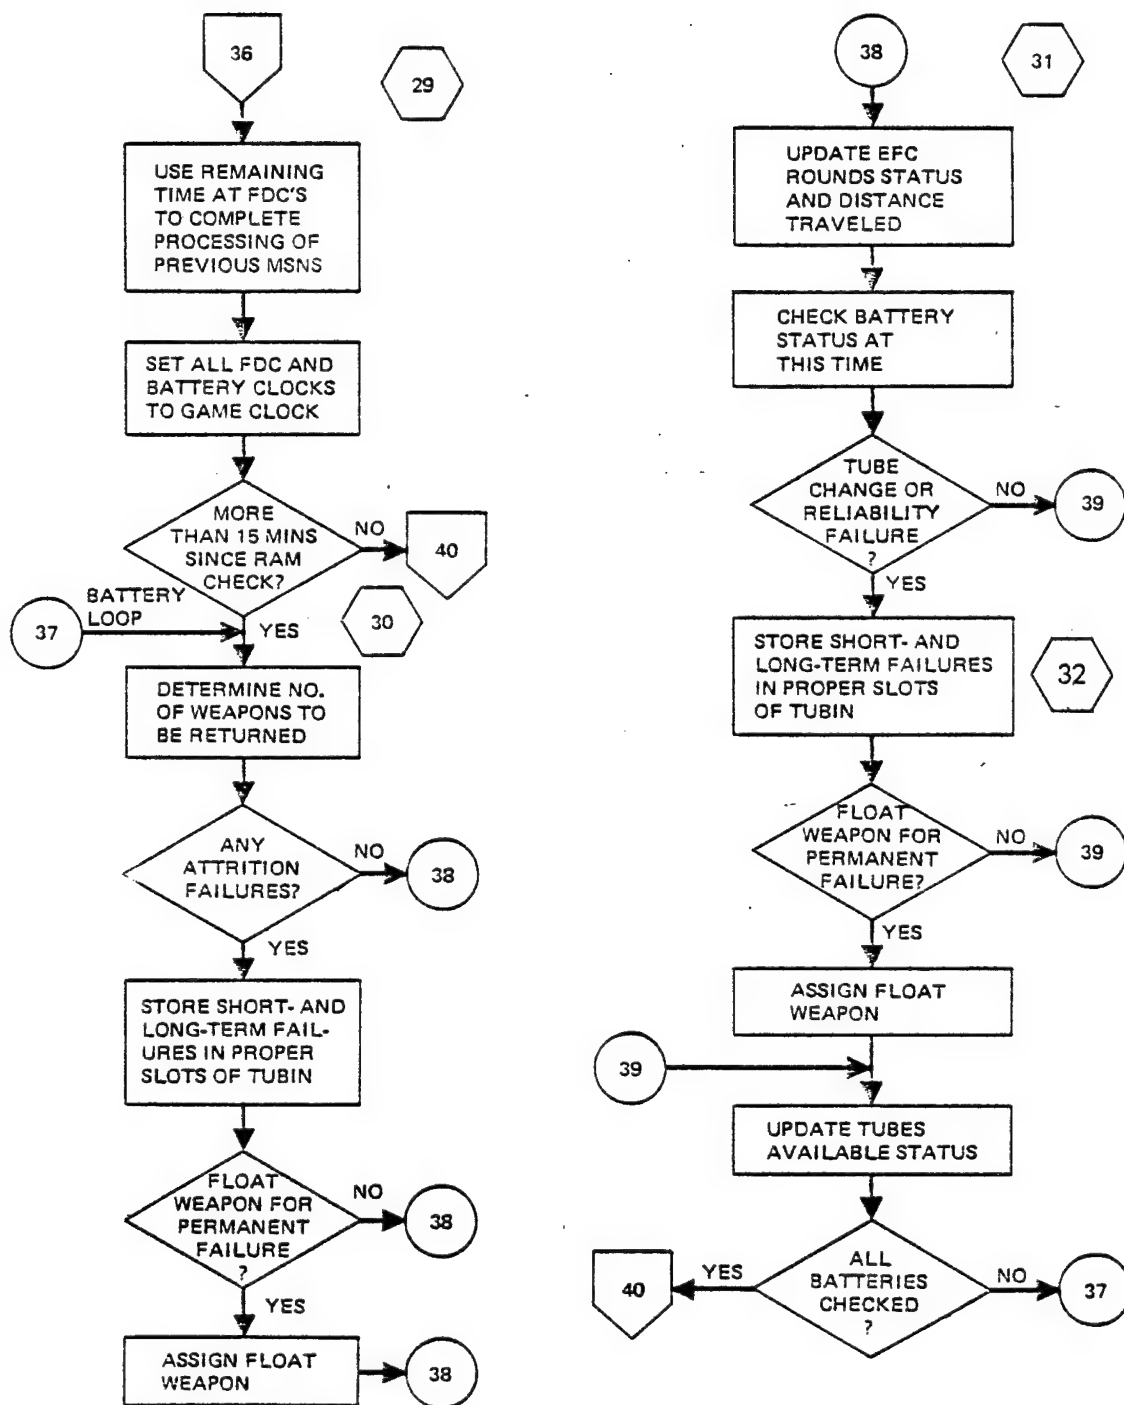 36
29
USE REMAINING
TIME AT FDC'S
TO COMPLETE
PROCESSING OF
PREVIOUS MSNS
SET ALL FDC AND
BATTERY CLOCKS
TO GAME CLOCK
MORE
THAN 15 MINS
SINCE RAM
CHECK?
NO
40
BATTERY
LOOP
37
YES
30
DETERMINE NO.
OF WEAPONS TO
BE RETURNED
ANY
ATTRITION
FAILURES?
NO
38
YES
STORE SHORT- AND
LONG-TERM FAIL-
URES IN PROPER
SLOTS OF TUBIN
FLOAT
WEAPON FOR
PERMANENT
FAILURE
?
NO
38
YES
ASSIGN FLOAT
WEAPON
38
38
31
UPDATE EFC
ROUNDS STATUS
AND DISTANCE
TRAVELED
CHECK BATTERY
STATUS AT
THIS TIME
TUBE
CHANGE OR
RELIABILITY
FAILURE
?
NO
39
YES
STORE SHORT- AND
LONG-TERM FAILURES
IN PROPER SLOTS
OF TUBIN
32
FLOAT
WEAPON FOR
PERMANENT
FAILURE?
NO
39
YES
ASSIGN FLOAT
WEAPON
39
UPDATE TUBES
AVAILABLE STATUS
ALL
BATTERIES
CHECKED
?
YES
40
NO
37